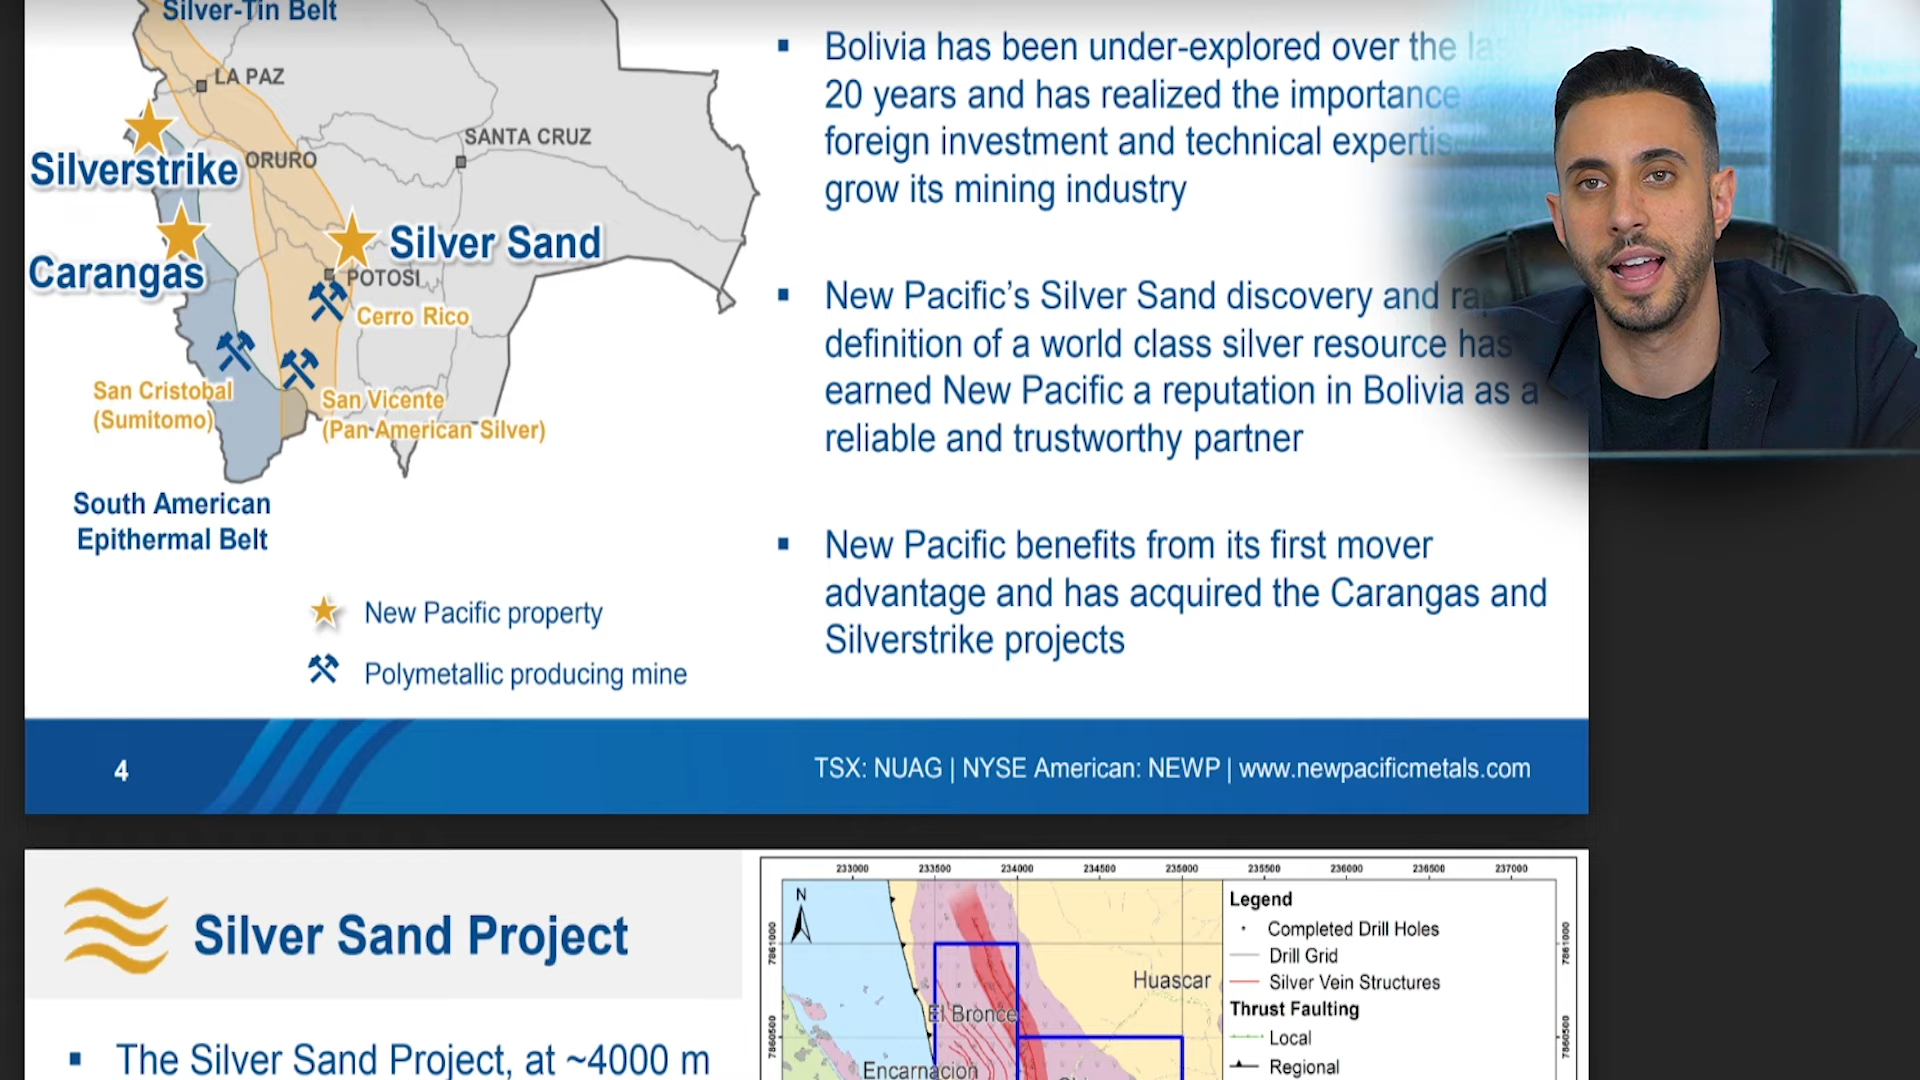 Silver-Tin Belt
LA PAZ
SANTA CRUZ
Silverstrike
ORURO
Silver Sand
Carangas
POTOSI
Cerro Rico
San Cristobal
(Sumitomo)
San Vicente
(Pan American Silver)
South American
Epithermal Belt
New Pacific property
Polymetallic producing mine
▪ Bolivia has been under-explored over the
20 years and has realized the importance
foreign investment and technical
grow its mining industry
▪ New Pacific's Silver Sand discovery and
definition of a world class silver resource has
earned New Pacific a reputation in Bolivia as a
reliable and trustworthy partner
▪ New Pacific benefits from its first mover
advantage and has acquired the Carangas and
Silverstrike projects
4
TSX: NUAG | NYSE American: NEWP | www.newpacificmetals.com
Silver Sand Project
▪ The Silver Sand Project, at ~4000 m
233000 233500 234000 234500 235000 235500 236000 236500 237000
N
7861000
7861000
Huascar
El Bronce
7860500
7860500
Encarnacion
Legend
Completed Drill Holes
Drill Grid
Silver Vein Structures
Thrust Faulting
Local
Regional